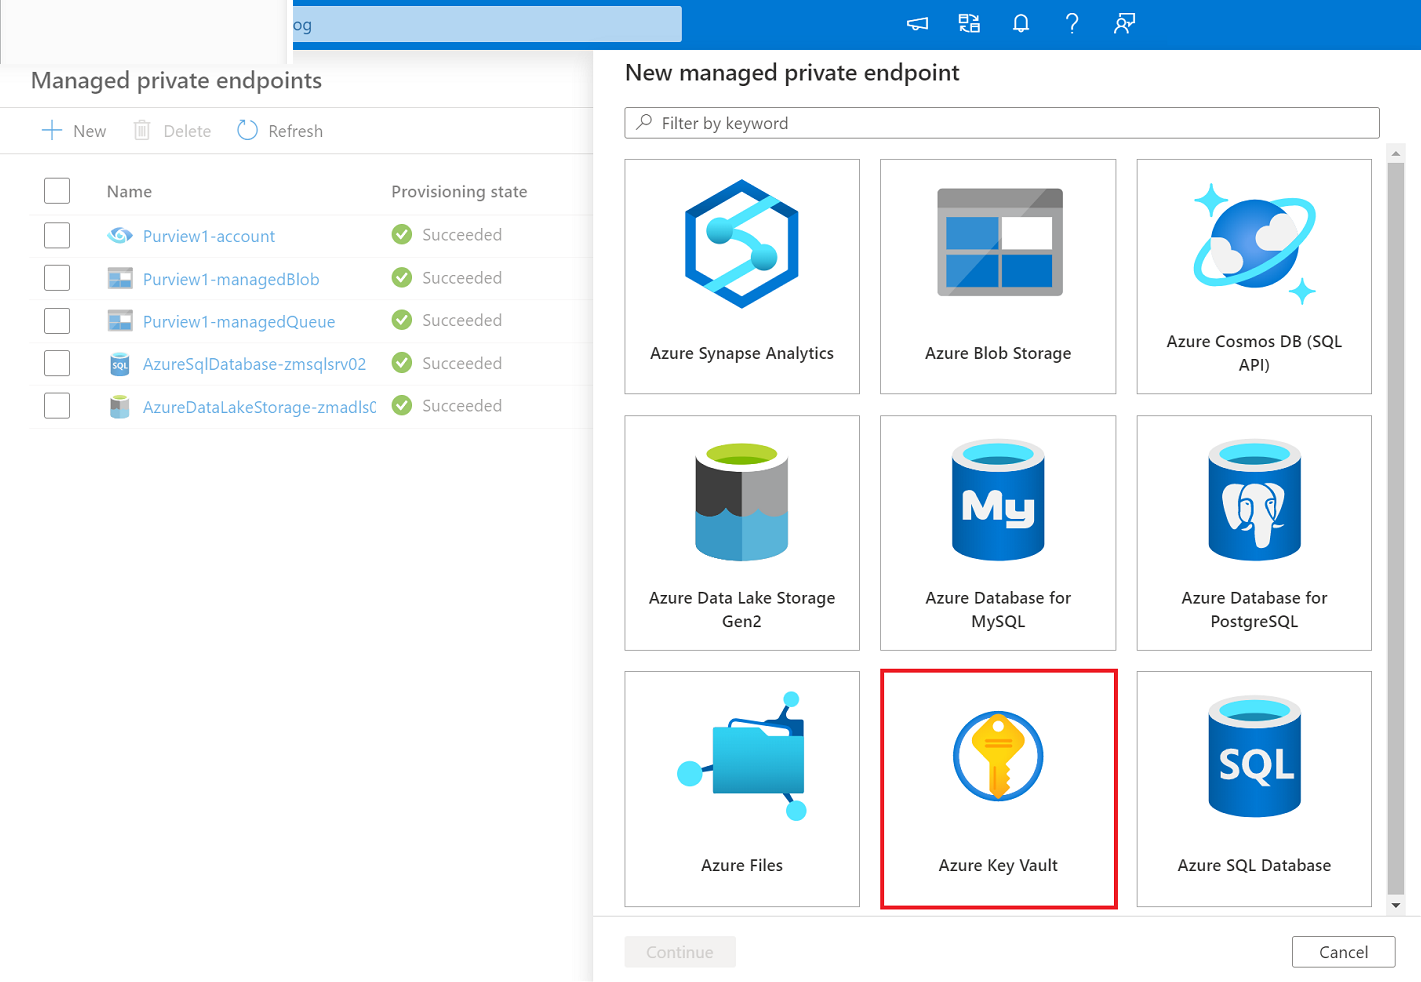 og
Managed private endpoints
New
Delete
Refresh
Name
Provisioning state
Purview1-account
Succeeded
Purview1-managedBlob
Succeeded
Purview1-managedQueue
Succeeded
SQL
AzureSqlDatabase-zmsqlsrv02
Succeeded
AzureDataLakeStorage-zmadls0
Succeeded
New managed private endpoint
Filter by keyword
Azure Synapse Analytics
Azure Blob Storage
Azure Cosmos DB (SQL
API)
Azure Data Lake Storage
Gen2
My
Azure Database for
MySQL
Azure Database for
PostgreSQL
Azure Files
Azure Key Vault
SQL
Azure SQL Database
Continue
Cancel